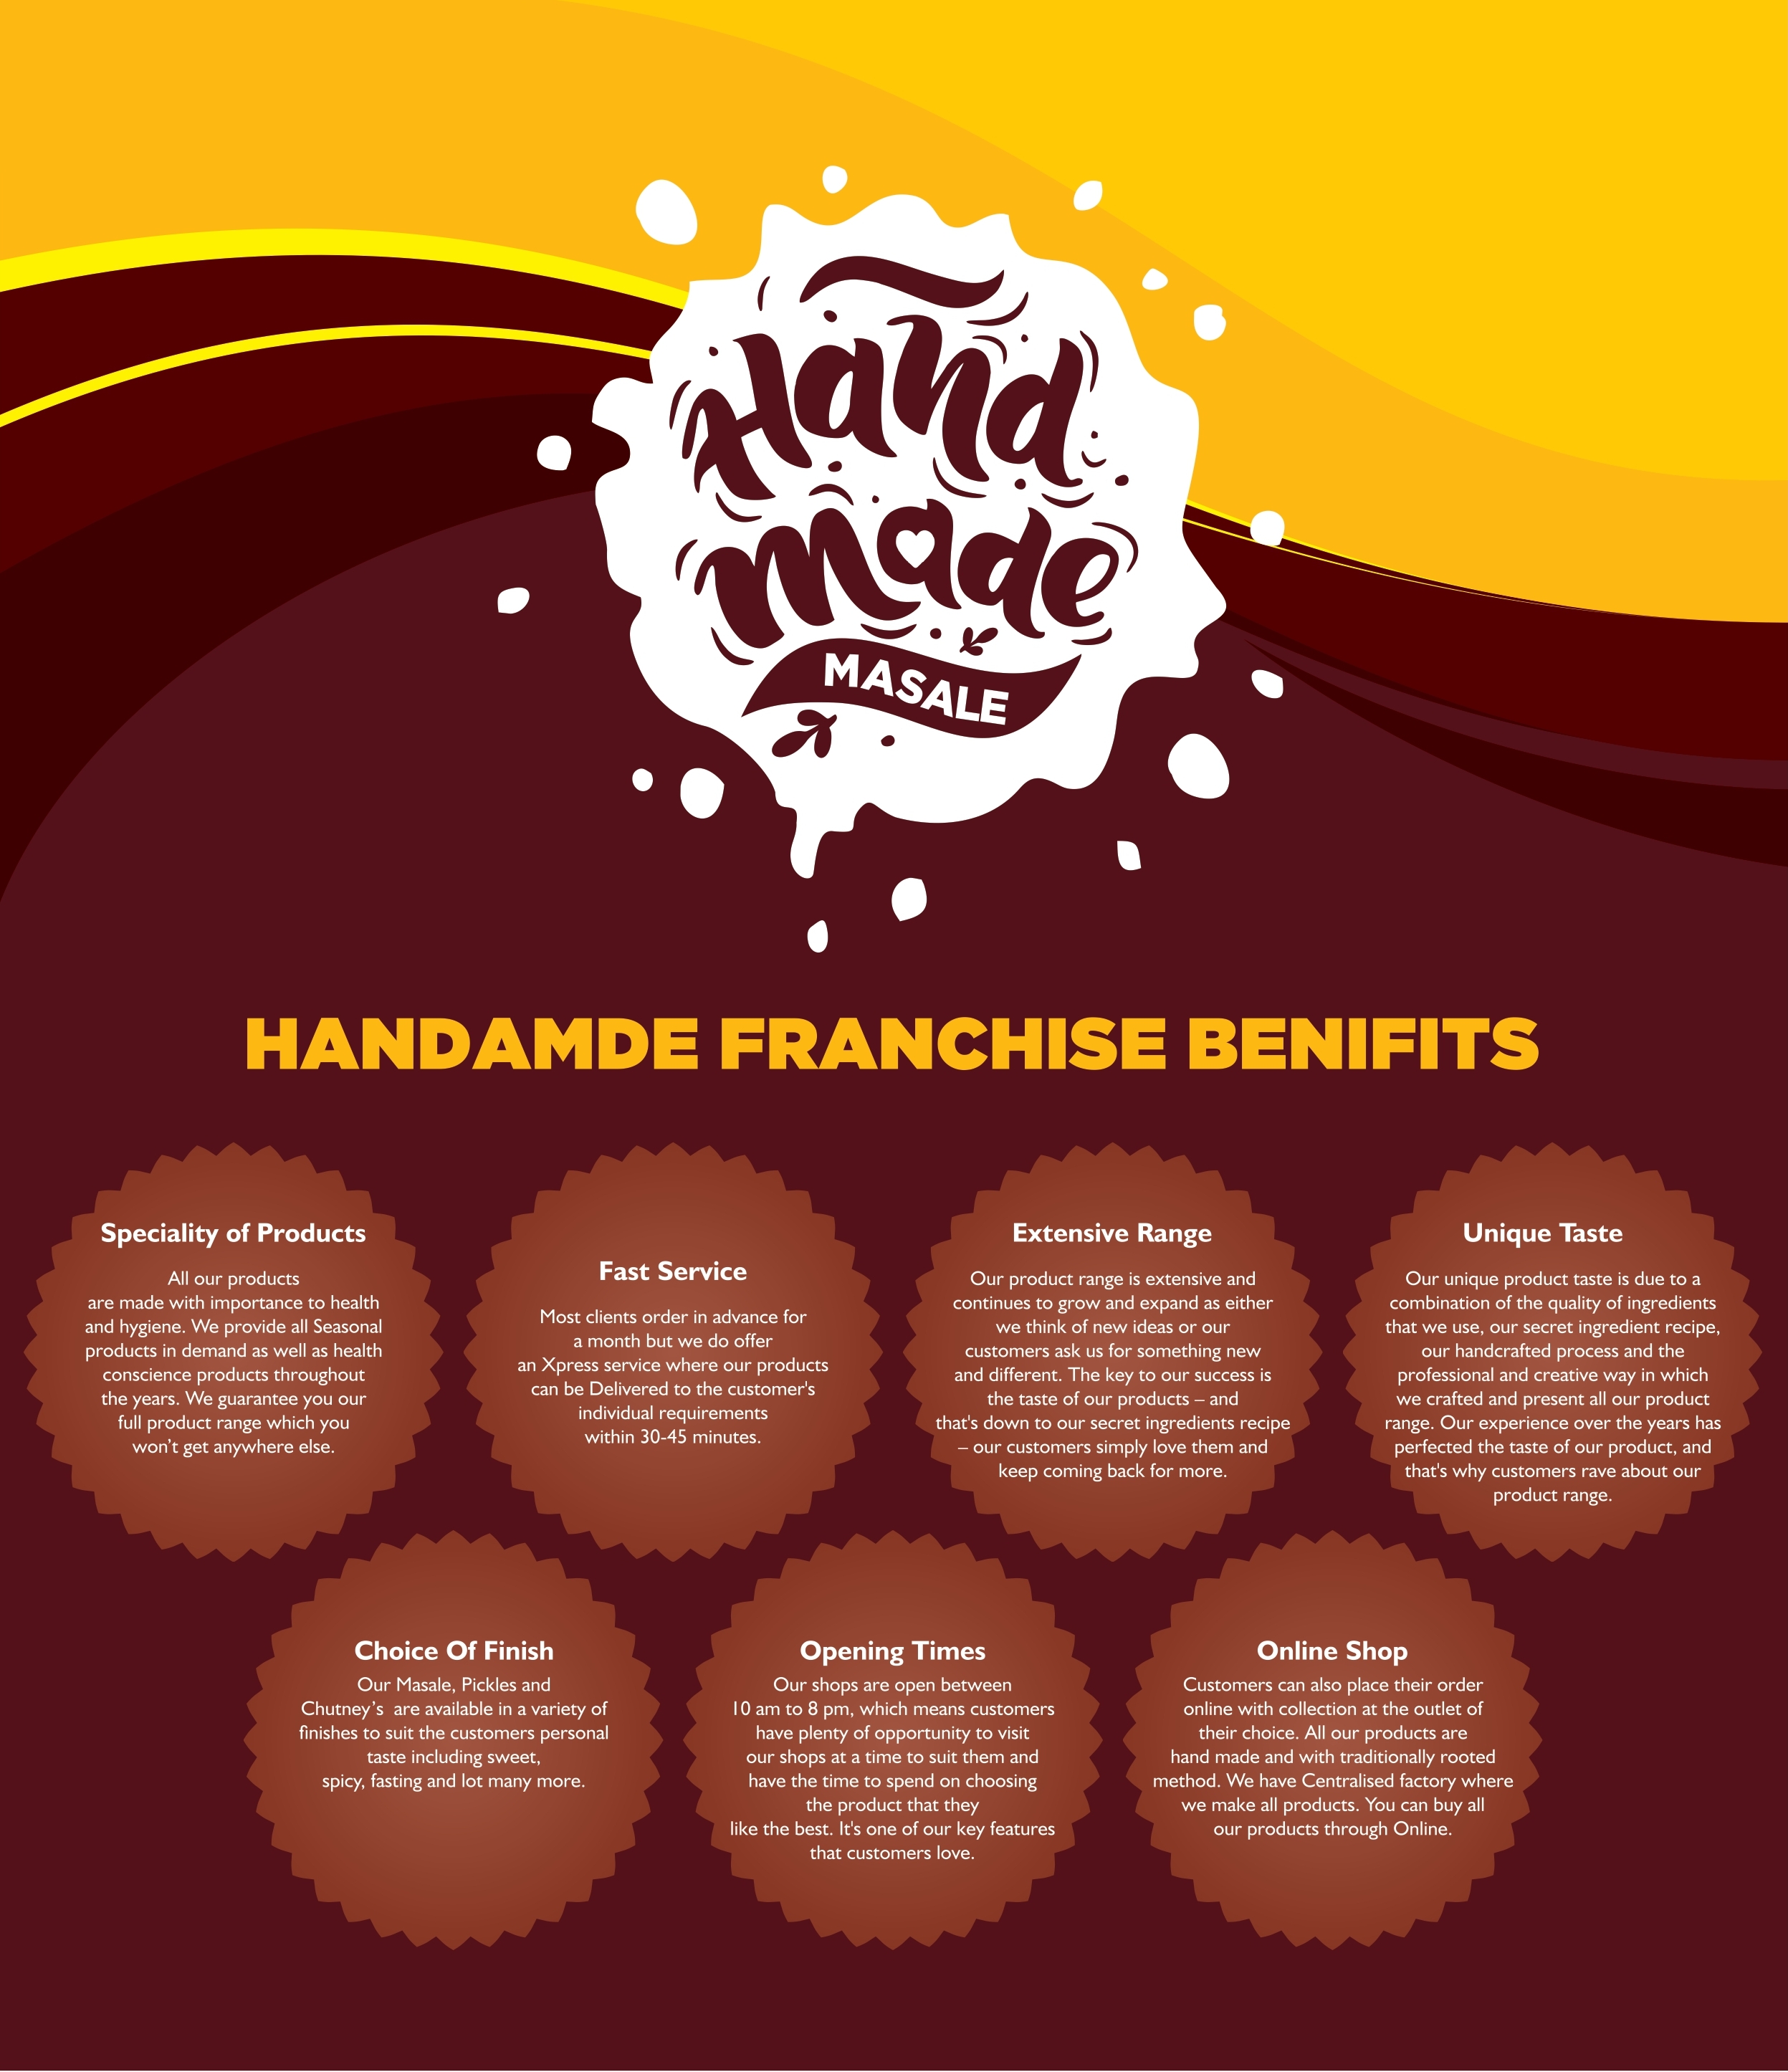 Hand
made
MASALE
HANDAMDE FRANCHISE BENIFITS
Speciality of Products
All our products
are made with importance to health
and hygiene. We provide all Seasonal
products in demand as well as health
conscience products throughout
the years. We guarantee you our
full product range which you
won’t get anywhere else.
Fast Service
Most clients order in advance for
a month but we do offer
an Xpress service where our products
can be Delivered to the customer's
individual requirements
within 30-45 minutes.
Extensive Range
Our product range is extensive and
continues to grow and expand as either
we think of new ideas or our
customers ask us for something new
and different. The key to our success is
the taste of our products – and
that's down to our secret ingredients recipe
– our customers simply love them and
keep coming back for more.
Unique Taste
Our unique product taste is due to a
combination of the quality of ingredients
that we use, our secret ingredient recipe,
our handcrafted process and the
professional and creative way in which
we crafted and present all our product
range. Our experience over the years has
perfected the taste of our product, and
that's why customers rave about our
product range.
Choice Of Finish
Our Masale, Pickles and
Chutney’s  are available in a variety of
finishes to suit the customers personal
taste including sweet,
spicy, fasting and lot many more.
Opening Times
Our shops are open between
10 am to 8 pm, which means customers
have plenty of opportunity to visit
our shops at a time to suit them and
have the time to spend on choosing
the product that they
like the best. It's one of our key features
that customers love.
Online Shop
Customers can also place their order
online with collection at the outlet of
their choice. All our products are
hand made and with traditionally rooted
method. We have Centralised factory where
we make all products. You can buy all
our products through Online.